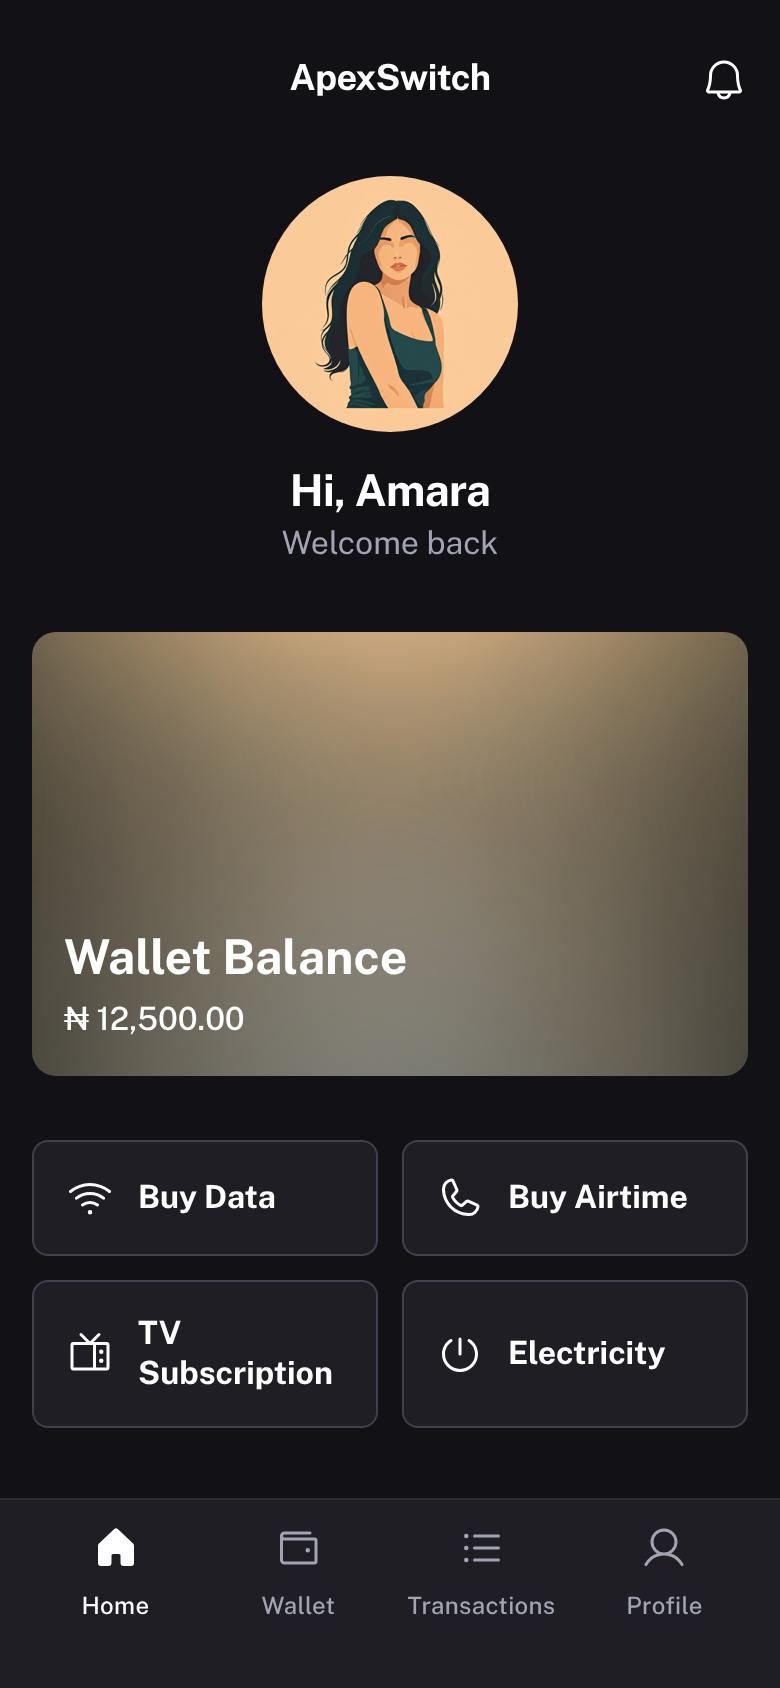 ApexSwitch
Hi, Amara
Welcome back
Wallet Balance
₦ 12,500.00
Buy Data
Buy Airtime
TV
Subscription
Electricity
Home
Wallet
Transactions
Profile